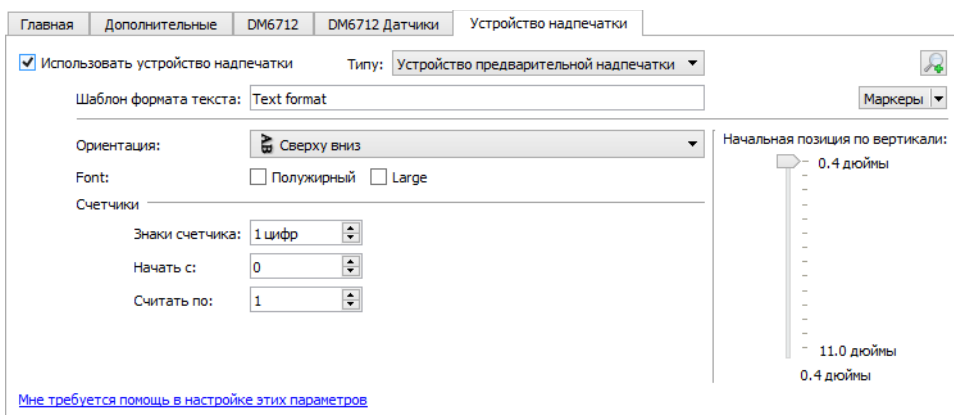 Главная Дополнительные DM6712 DM6712 Датчики Устройство надпечатки
Использовать устройство надпечатки Типу: Устройство предварительной надпечатки
Шаблон формата текста: Text format Маркеры
Ориентация: AB Сверху вниз Начальная позиция по вертикали:
0.4 дюймы
Font: Полужирный Large
Счетчики
Знаки счетчика: 1 цифр
Начать с: 0
Считать по: 1
11.0 дюймы
0.4 дюймы
Мне требуется помощь в настройке этих параметров